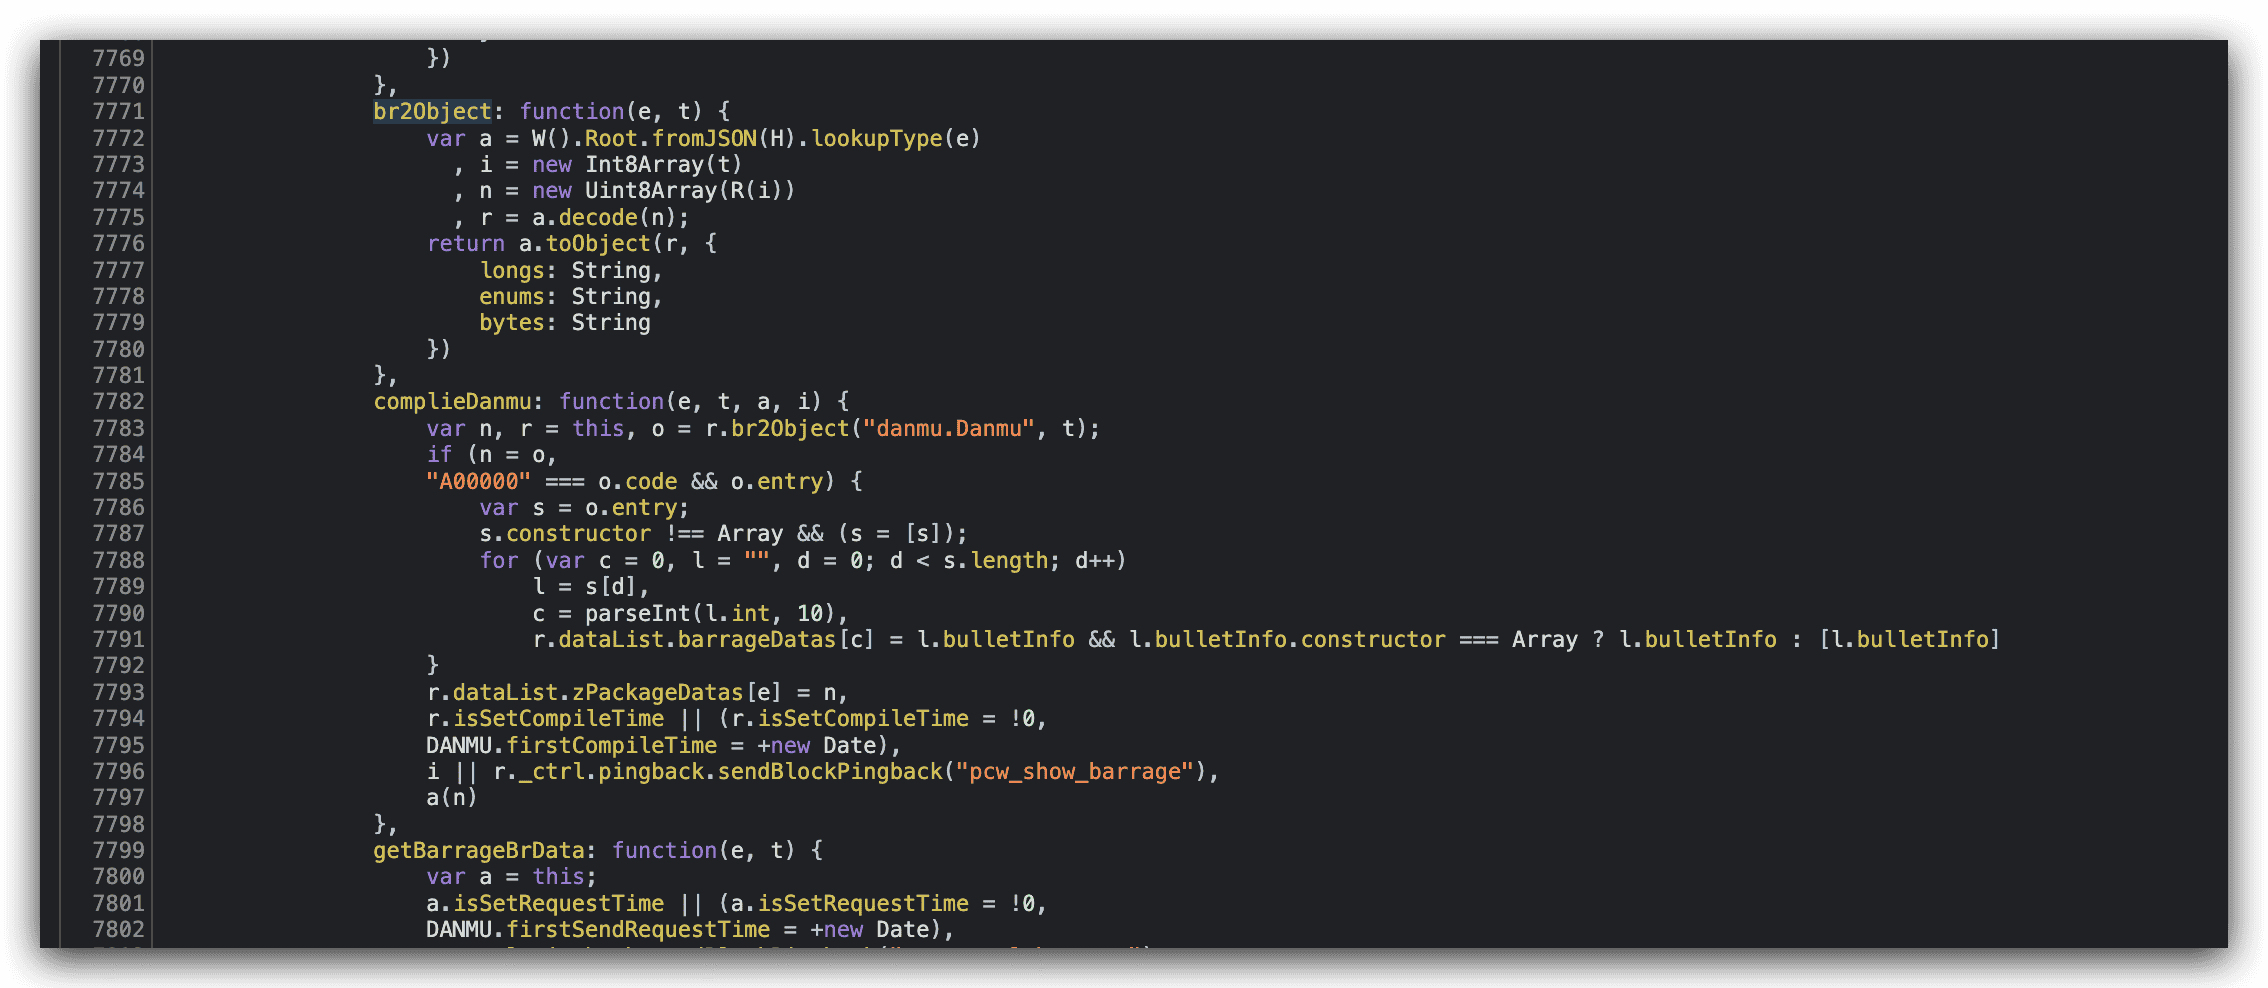 7769 })
7770 },
7771 br2Object: function(e, t) {
7772 var a = W().Root.fromJSON(H).lookupType(e)
7773 , i = new Int8Array(t)
7774 , n = new Uint8Array(R(i))
7775 , r = a.decode(n);
7776 return a.toObject(r, {
7777 longs: String,
7778 enums: String,
7779 bytes: String
7780 })
7781 },
7782 complieDanmu: function(e, t, a, i) {
7783 var n, r = this, o = r.br2Object("danmu.Danmu", t);
7784 if (n = o,
7785 "A00000" === o.code && o.entry) {
7786 var s = o.entry;
7787 s.constructor !== Array && (s = [s]);
7788 for (var c = 0, l = "", d = 0; d < s.length; d++)
7789 l = s[d],
7790 c = parseInt(l.int, 10),
7791 r.dataList.barrageDatas[c] = l.bulletInfo && l.bulletInfo.constructor === Array ? l.bulletInfo : [l.bulletInfo]
7792 }
7793 r.dataList.zPackageDatas[e] = n,
7794 r.isSetCompileTime || (r.isSetCompileTime = !0,
7795 DANMU.firstCompileTime = +new Date),
7796 i || r._ctrl.pingback.sendBlockPingback("pcw_show_barrage"),
7797 a(n)
7798 },
7799 getBarrageBrData: function(e, t) {
7800 var a = this;
7801 a.isSetRequestTime || (a.isSetRequestTime = !0,
7802 DANMU.firstSendRequestTime = +new Date),